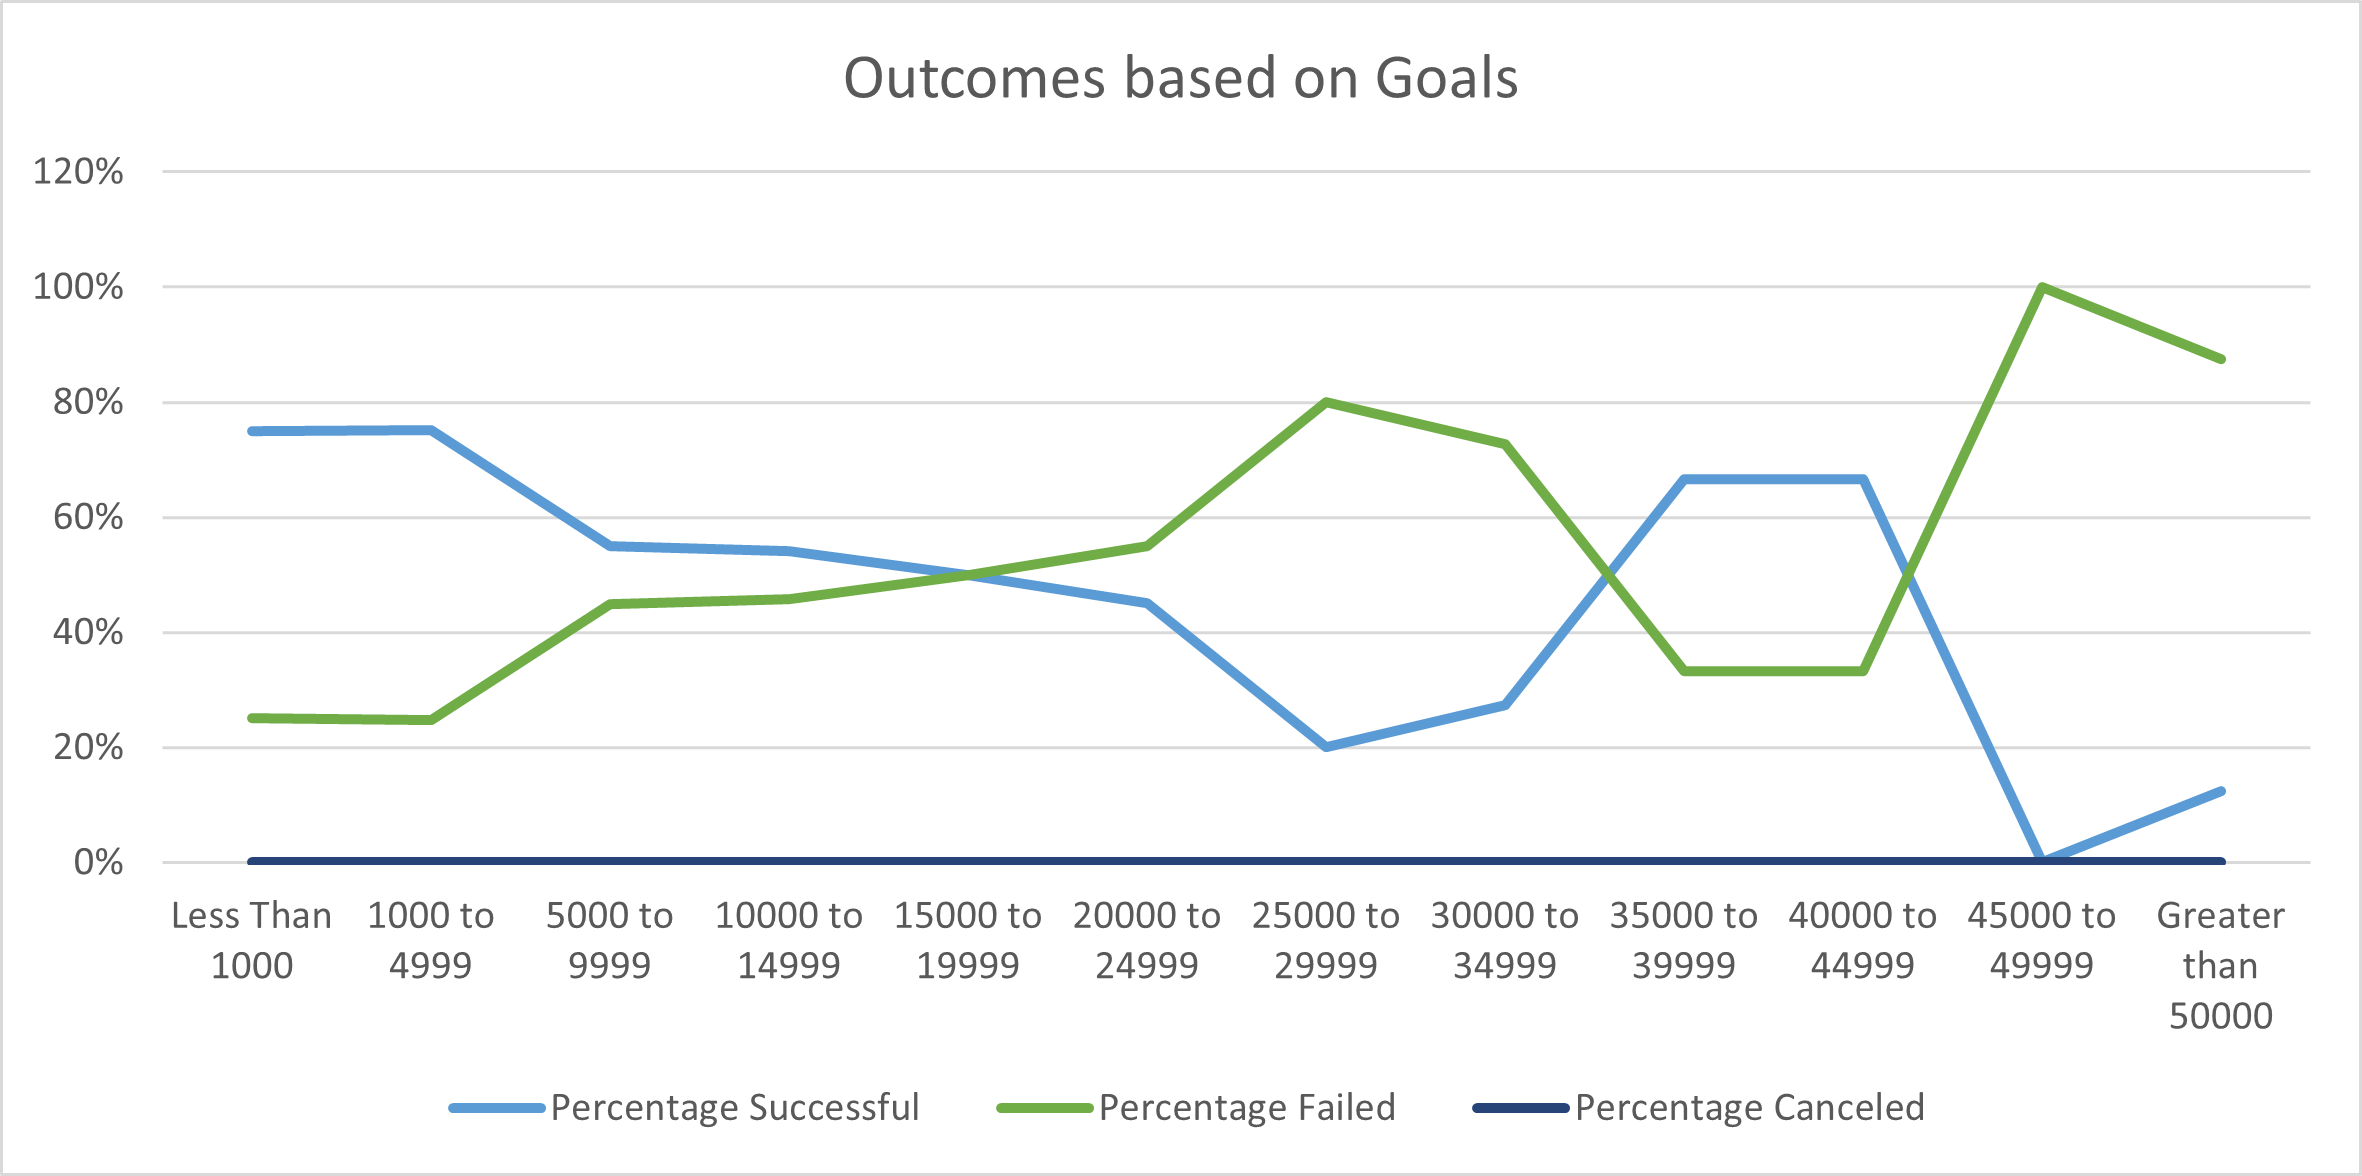 Outcomes based on Goals
120%
100%
80%
60%
40%
20%
0%
Less Than
1000
1000 to
4999
5000 to
9999
10000 to
14999
15000 to
19999
20000 to
24999
25000 to
29999
30000 to
34999
35000 to
39999
40000 to
44999
45000 to
49999
Greater
than
50000
Percentage Successful
Percentage Failed
Percentage Canceled